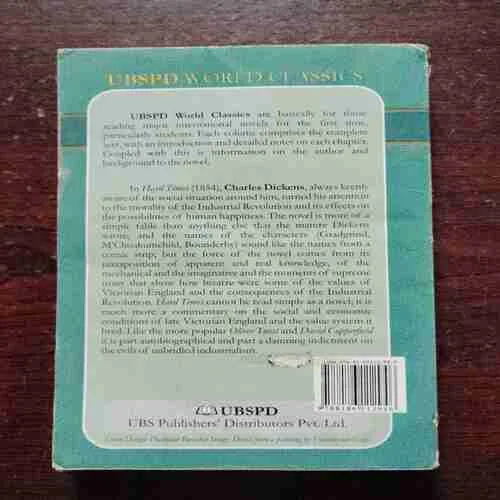 UBSPD WORLD CLASSICS
UBSPD World Classics are basically for those
reading major international novels for the first time,
particularly students. Each volume comprises the complete
text, with an introduction and detailed notes on each chapter.
Coupled with this is information on the author and
background to the novel.
In Hard Times (1854), Charles Dickens, always keenly
aware of the social situation around him, turned his attention
to the morality of the Industrial Revolution and its effects on
the possibilities of human happiness. The novel is more of a
simple fable than anything else that the mature Dickens
wrote, and the names of the characters (Gradgrind,
M'Choakumchild, Bounderby) sound like the names from a
comic strip, but the force of the novel comes from its
juxtaposition of apparent and real knowledge, of the
mechanical and the imaginative and the moments of supreme
irony that show how bizarre were some of the values of
Victorian England and the consequences of the Industrial
Revolution. Hard Times cannot be read simply as a novel; it is
much more a commentary on the social and economic
conditions of late Victorian England and the value system it
bred. Like the more popular Oliver Twist and David Copperfield
it is part autobiographical and part a damning indictment on
the evils of unbridled industrialism.
UBSPD
UBS Publishers' Distributors Pvt. Ltd.